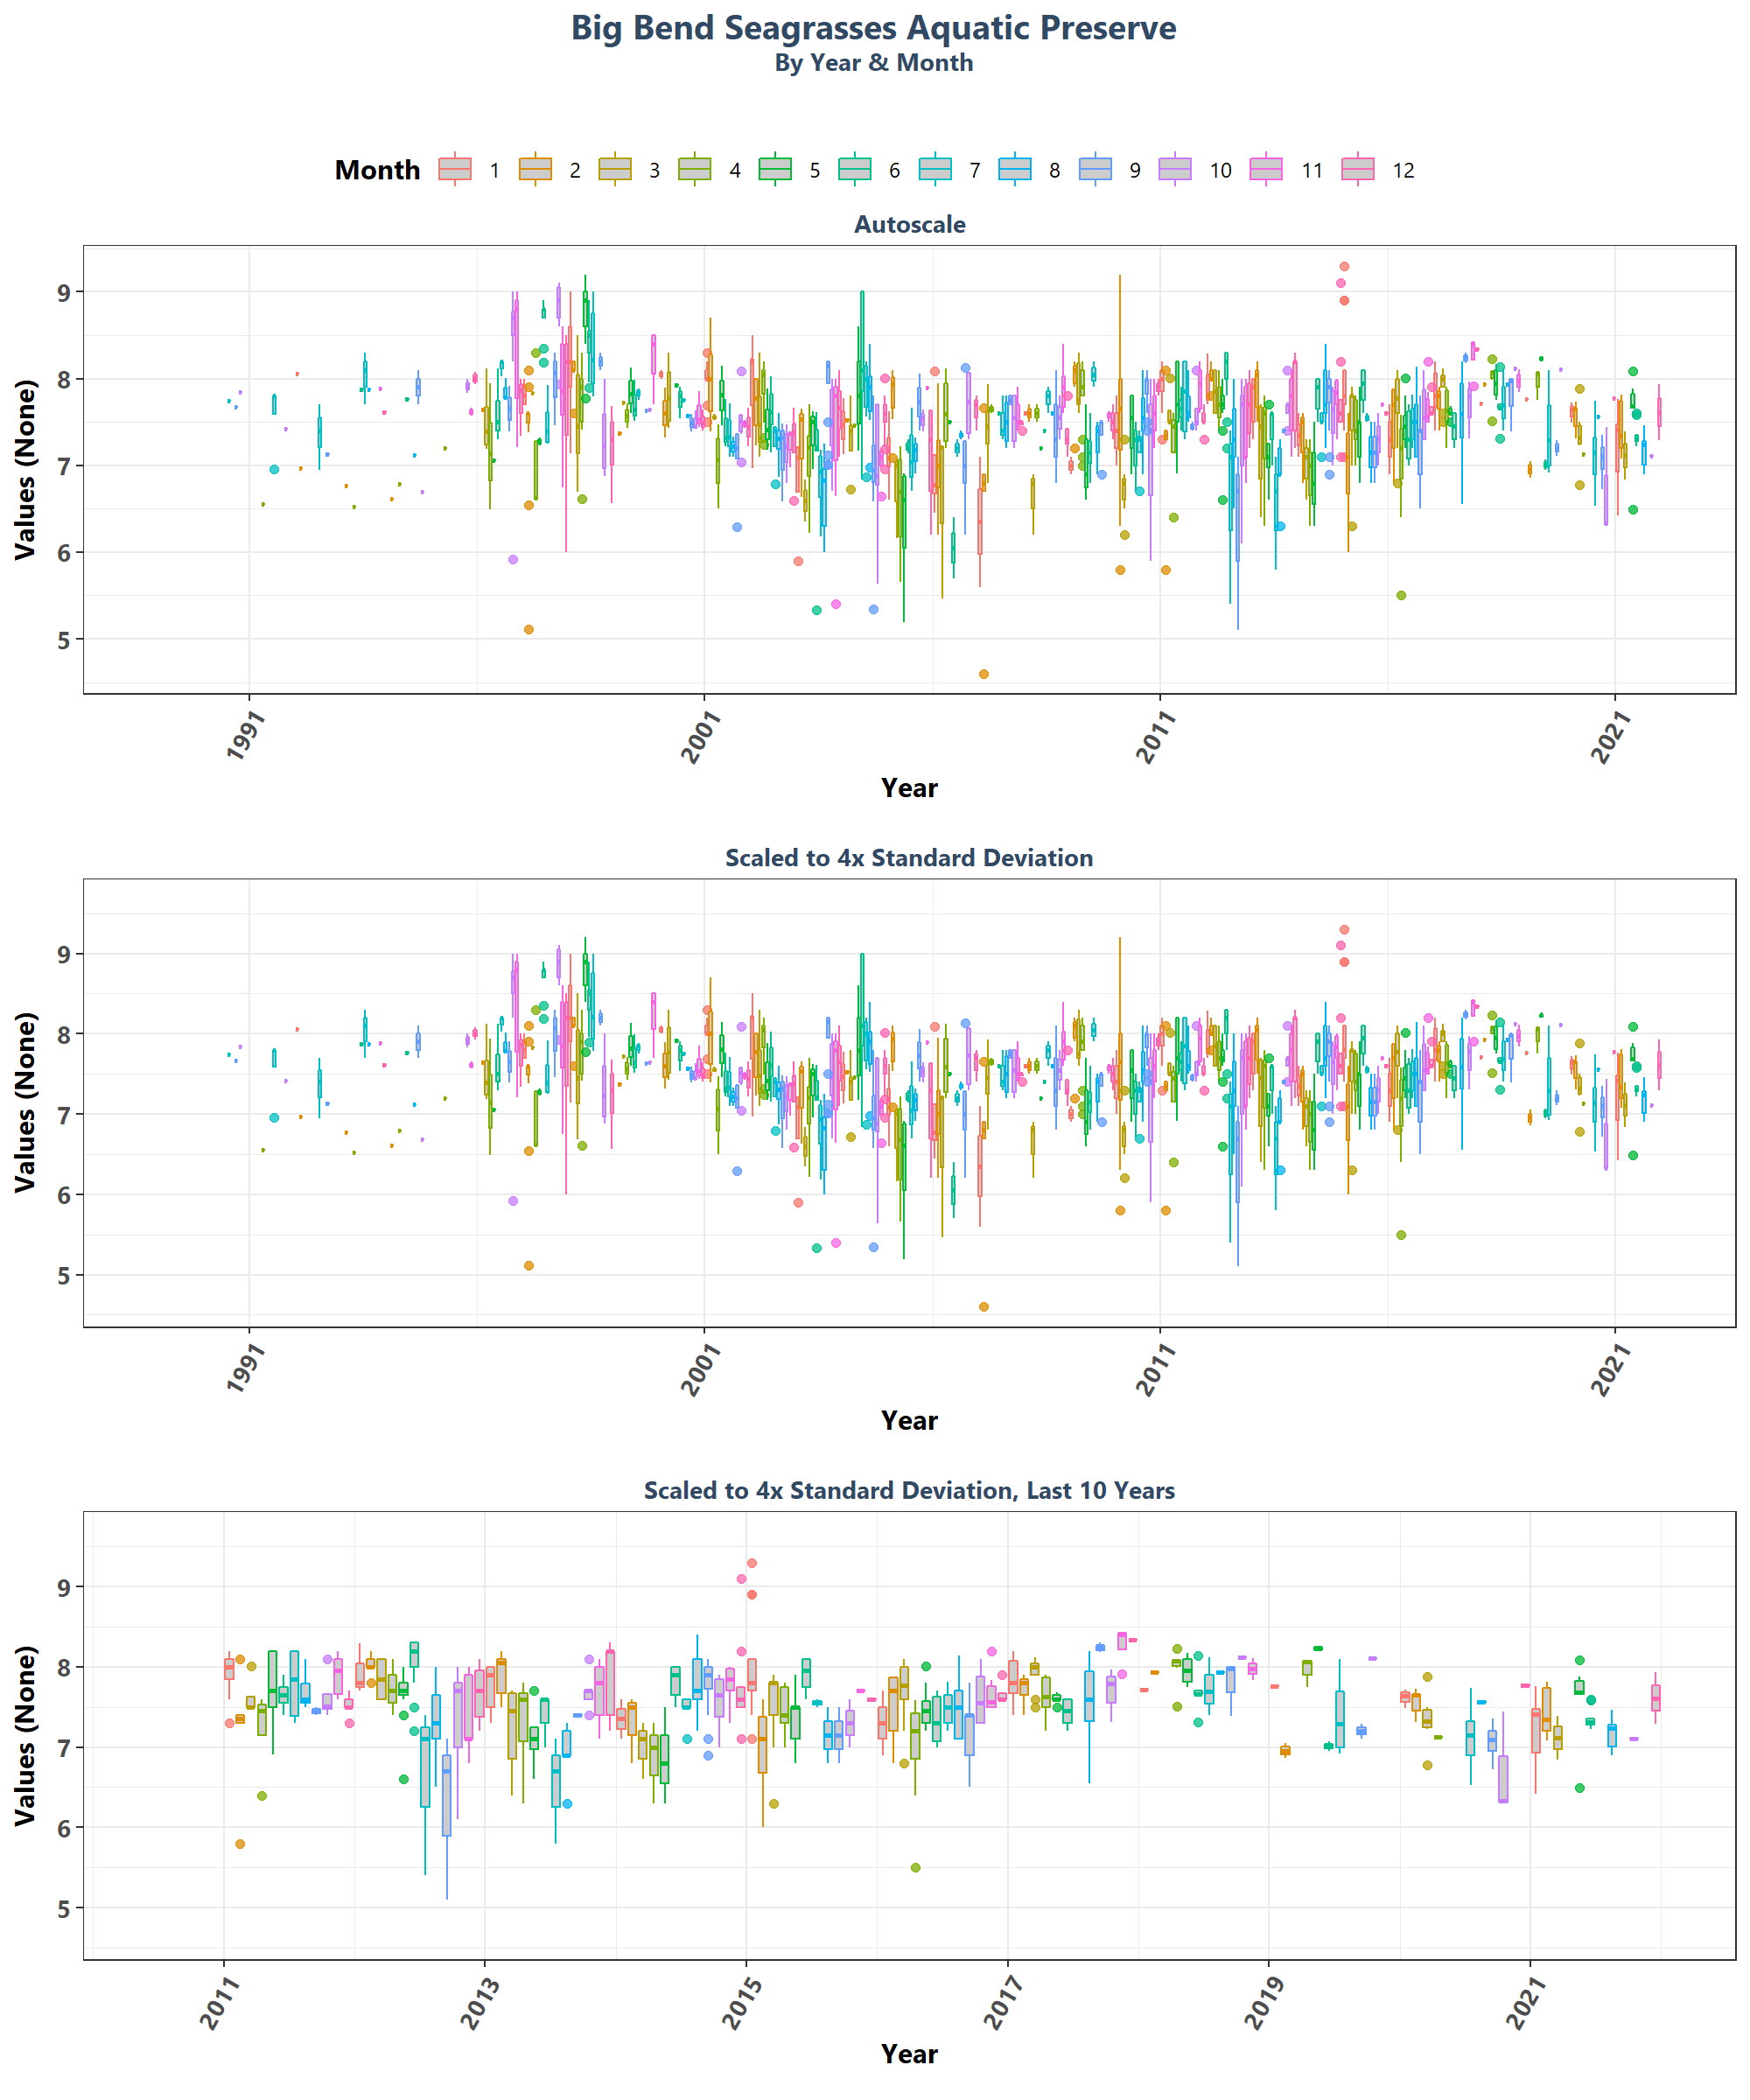 Big Bend Seagrasses Aquatic Preserve
By Year & Month
Month 1 2 3 4 5 6 7 8 9 10 11 12
Autoscale
Values (None)
9
8
7
6
5
1991 2001 2011 2021
Year
Scaled to 4x Standard Deviation
Values (None)
9
8
7
6
5
1991 2001 2011 2021
Year
Scaled to 4x Standard Deviation, Last 10 Years
Values (None)
9
8
7
6
5
2011 2013 2015 2017 2019 2021
Year